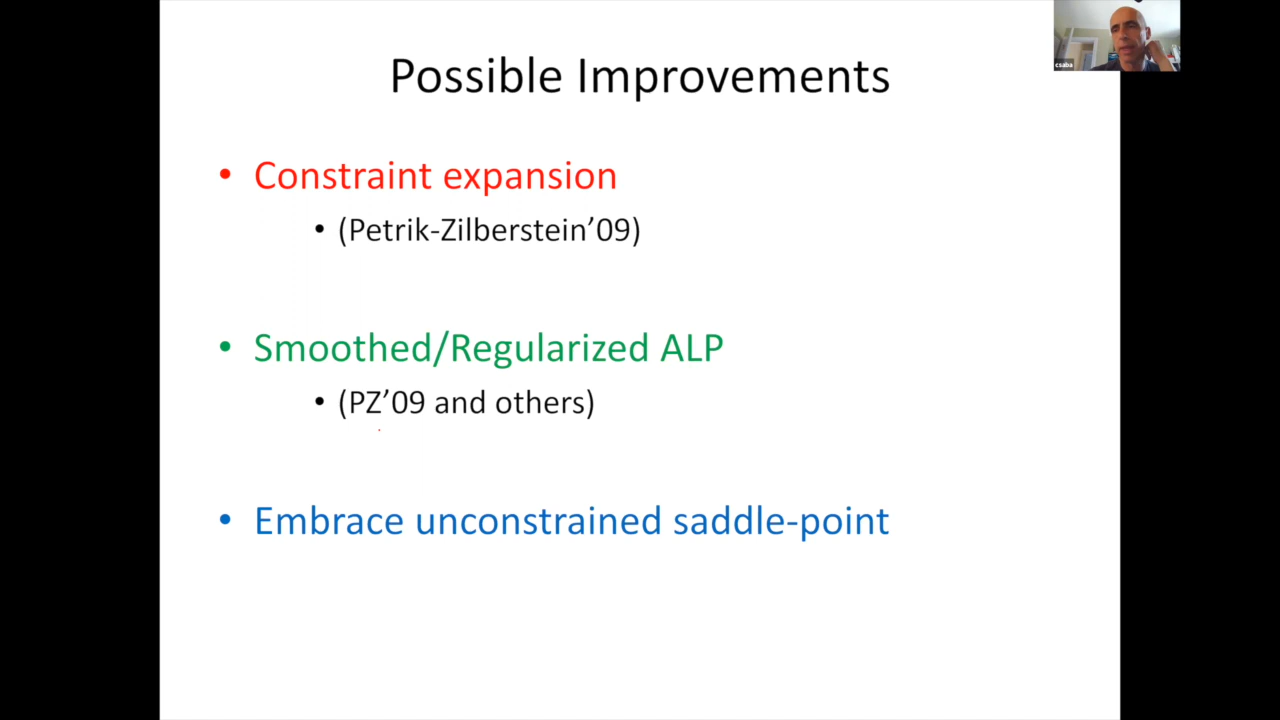 Possible Improvements
csaba
• Constraint expansion
• (Petrik-Zilberstein’09)
• Smoothed/Regularized ALP
• (PZ’09 and others)
• Embrace unconstrained saddle-point